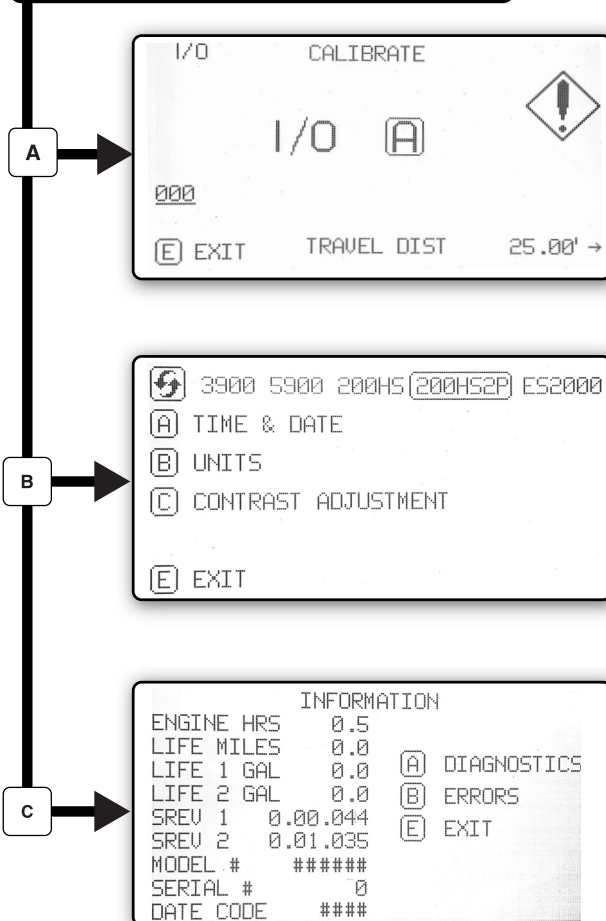 I/O CALIBRATE
A
I/O A
000
E EXIT TRAVEL DIST 25.00' →
3900 5900 200HS 200HS2P ES2000
A TIME & DATE
B
B UNITS
C CONTRAST ADJUSTMENT
E EXIT
INFORMATION
ENGINE HRS 0.5
LIFE MILES 0.0
LIFE 1 GAL 0.0
A DIAGNOSTICS
LIFE 2 GAL 0.0
B ERRORS
C
SREV 1 0.00.044
E EXIT
SREV 2 0.01.035
MODEL # ######
SERIAL # 0
DATE CODE ####